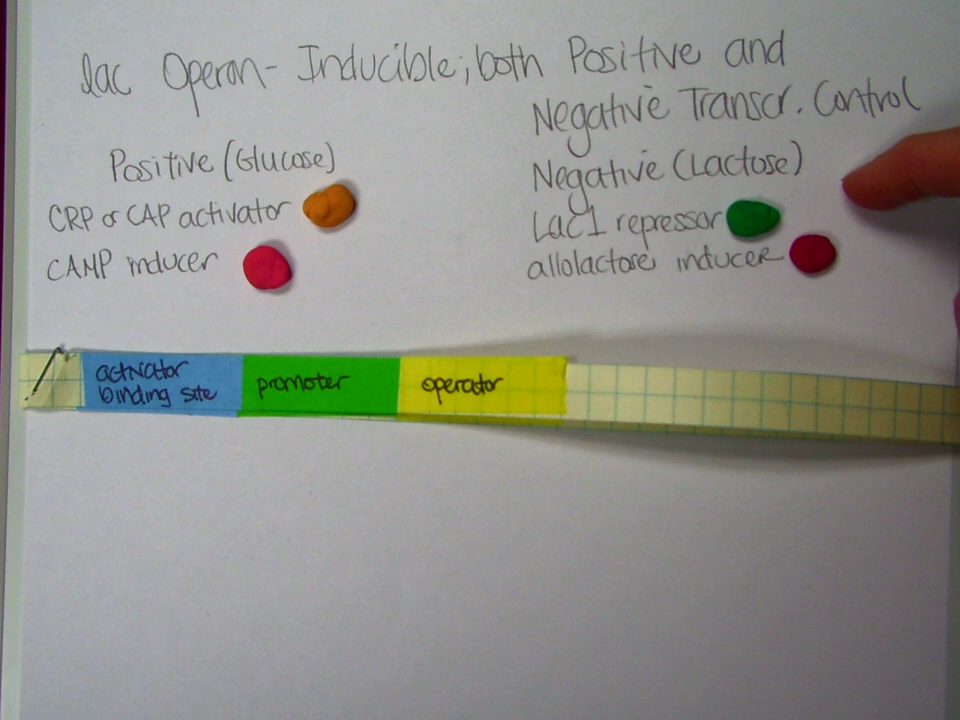 lac Operon- Inducible; both Positive and
Negative Transcr. Control
Positive (Glucose)
CRP or CAP activator
CAMP inducer
Negative (Lactose)
Lac1 repressor
allolactose inducer
activator
binding site
promoter
operator